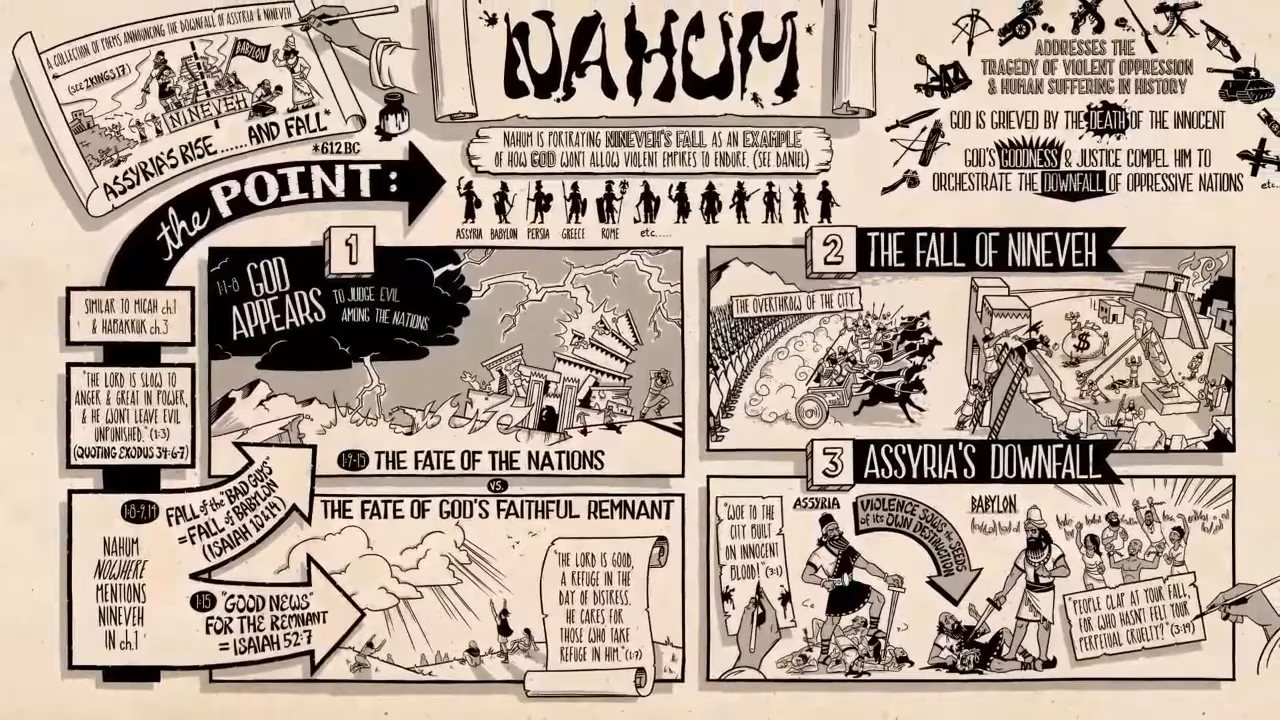 A COLLECTION OF POEMS ANNOUNCING THE DOWNFALL OF ASSYRIA & NINEVEH
(SEE 2 KINGS 17)
BABYLON
NINEVEH
ASSYRIA'S RISE......AND FALL*
*612 BC
NAHUM
NAHUM IS PORTRAYING NINEVEH'S FALL AS AN EXAMPLE
OF HOW GOD WON'T ALLOW VIOLENT EMPIRES TO ENDURE. (SEE DANIEL)
ASSYRIA BABYLON PERSIA GREECE ROME etc.....
ADDRESSES THE
TRAGEDY OF VIOLENT OPPRESSION
& HUMAN SUFFERING IN HISTORY
GOD IS GRIEVED BY THE DEATH OF THE INNOCENT
GOD'S GOODNESS & JUSTICE COMPEL HIM TO
ORCHESTRATE THE DOWNFALL OF OPPRESSIVE NATIONS
etc..
the POINT:
SIMILAR TO MICAH ch.1
& HABAKKUK ch.3
"THE LORD IS SLOW TO
ANGER & GREAT IN POWER,
& HE WON'T LEAVE EVIL
UNPUNISHED." (1:3)
(QUOTING EXODUS 34:6-7)
NAHUM
NOWHERE
MENTIONS
NINEVEH
IN ch.1
FALL of the "BAD GUYS"
= FALL of BABYLON
(ISAIAH 10:14)
1:15 "GOOD NEWS"
FOR THE REMNANT
= ISAIAH 52:7
1
1:1-8 GOD
APPEARS
TO JUDGE EVIL
AMONG THE NATIONS
1:9-15 THE FATE OF THE NATIONS
VS.
THE FATE OF GOD'S FAITHFUL REMNANT
"THE LORD IS GOOD,
A REFUGE IN THE
DAY OF DISTRESS.
HE CARES FOR
THOSE WHO TAKE
REFUGE IN HIM." (1:7)
2 THE FALL OF NINEVEH
THE OVERTHROW OF THE CITY
$
3 ASSYRIA'S DOWNFALL
"WOE TO THE
CITY BUILT
ON INNOCENT
BLOOD!" (3:1)
ASSYRIA
VIOLENCE SOWS the SEEDS
of its OWN DESTRUCTION
BABYLON
"PEOPLE CLAP AT YOUR FALL,
FOR WHO HASN'T FELT YOUR
PERPETUAL CRUELTY?" (3:19)